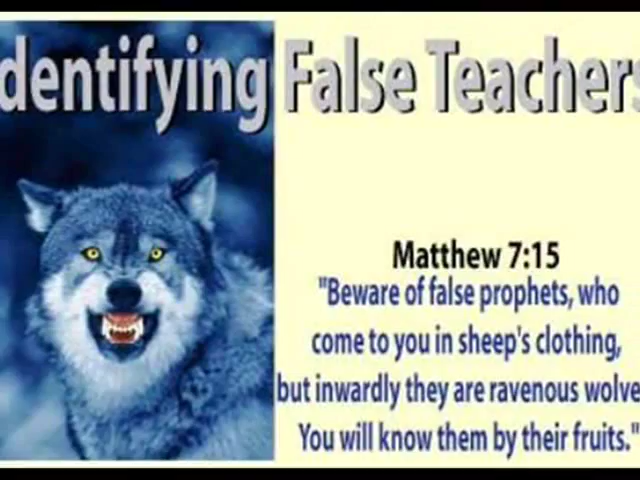 dentifying False Teachers
Matthew 7:15
"Beware of false prophets, who
come to you in sheep's clothing,
but inwardly they are ravenous wolve
You will know them by their fruits."